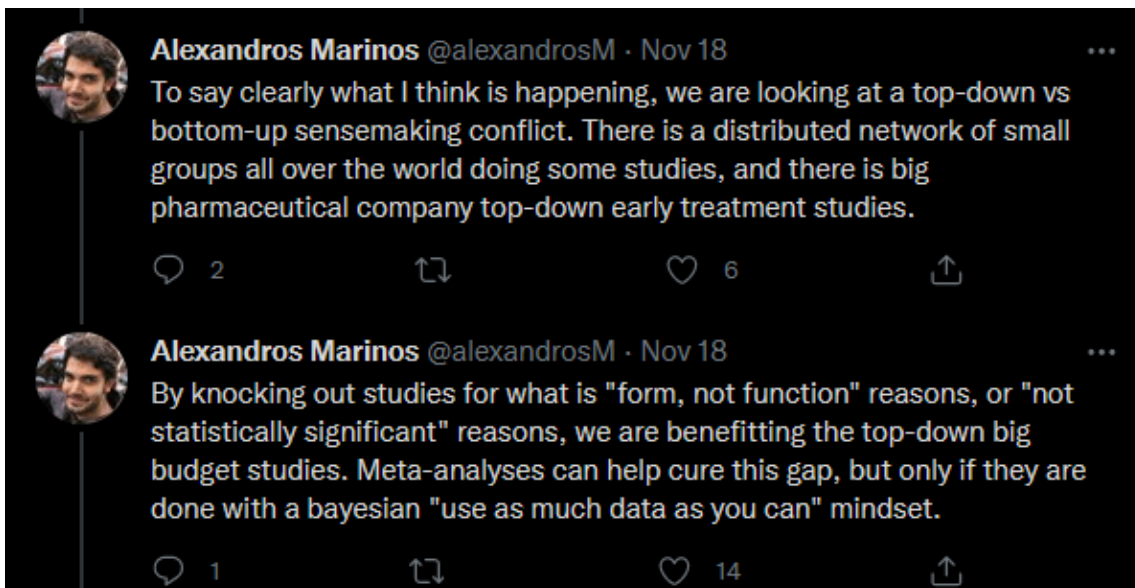 Alexandros Marinos @alexandrosM · Nov 18
To say clearly what I think is happening, we are looking at a top-down vs
bottom-up sensemaking conflict. There is a distributed network of small
groups all over the world doing some studies, and there is big
pharmaceutical company top-down early treatment studies.
2 6
Alexandros Marinos @alexandrosM · Nov 18
By knocking out studies for what is "form, not function" reasons, or "not
statistically significant" reasons, we are benefitting the top-down big
budget studies. Meta-analyses can help cure this gap, but only if they are
done with a bayesian "use as much data as you can" mindset.
1 14